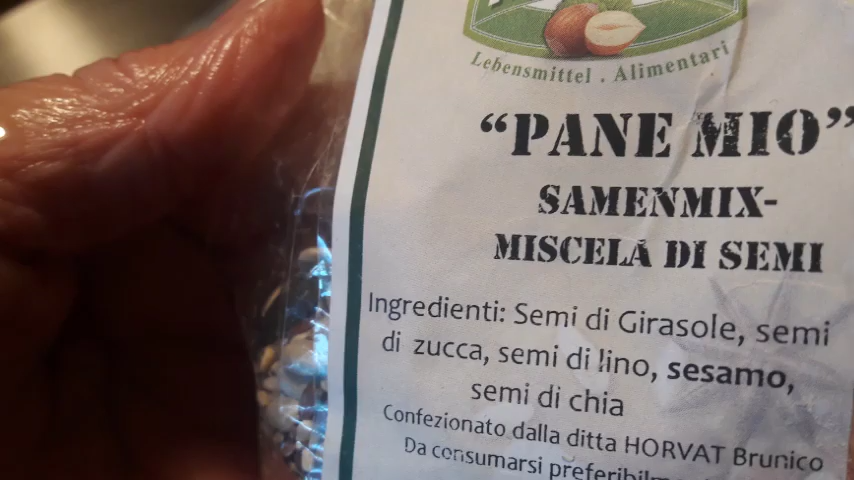 Lebensmittel . Alimentari
“PANE MIO”
SAMENMIX-
MISCELA DI SEMI
Ingredienti: Semi di Girasole, semi
di zucca, semi di lino, sesamo,
semi di chia
Confezionato dalla ditta HORVAT Brunico
Da consumarsi